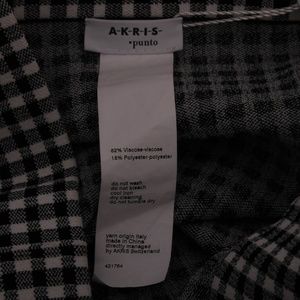 A-K-R-I-S-
•punto
82% Viscose-viscose
18% Polyester-polyester
do not wash
do not bleach
cool iron
dry cleaning
do not tumble dry
yarn origin Italy
made in China
directly managed
by AKRIS Switzerland
421764